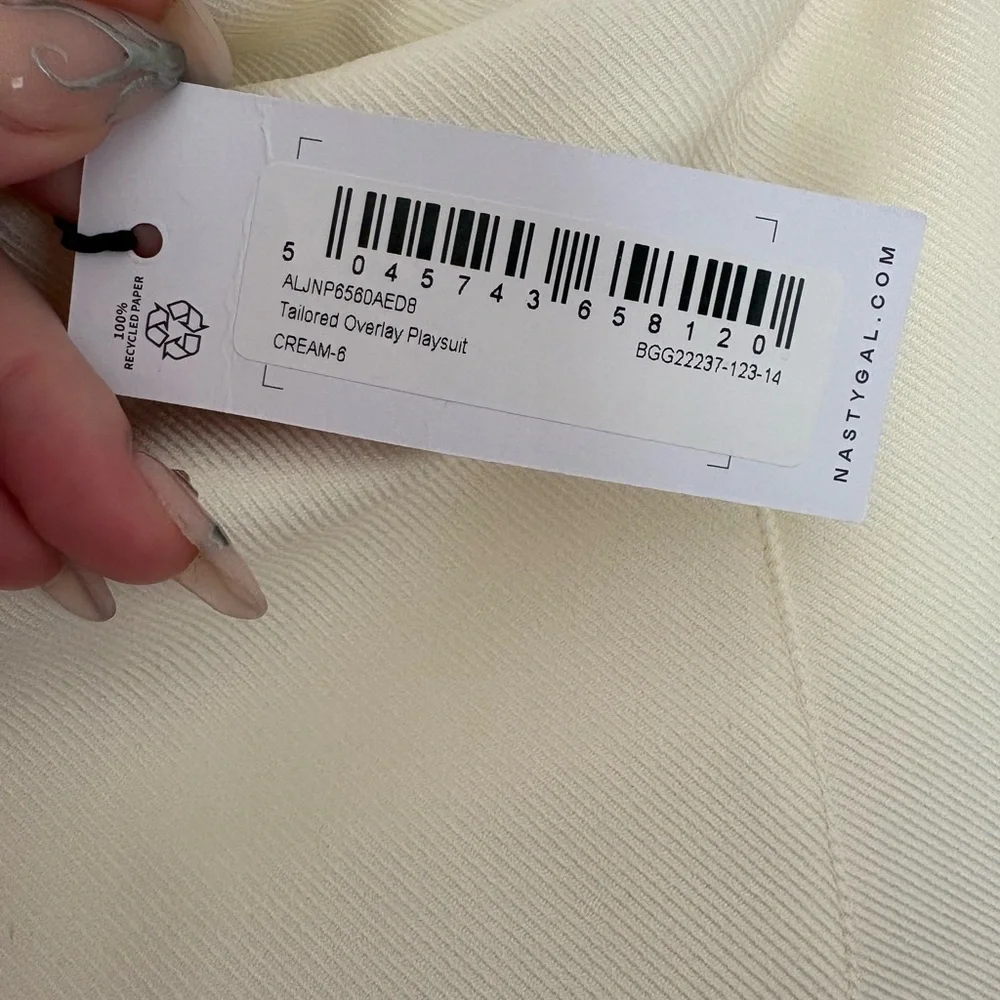 5 045743 658120
ALJNP6560AED8
Tailored Overlay Playsuit
CREAM-6
BGG22237-123-14
100%
RECYCLED PAPER
NASTYGAL.COM